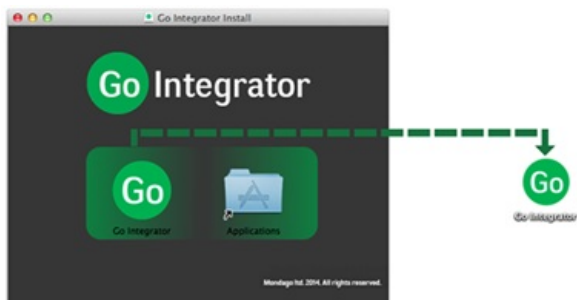 Go Integrator Install
Go Integrator
Go
Go
Go Integrator
Applications
Go Integrator
Mondago ltd. 2014. All rights reserved.